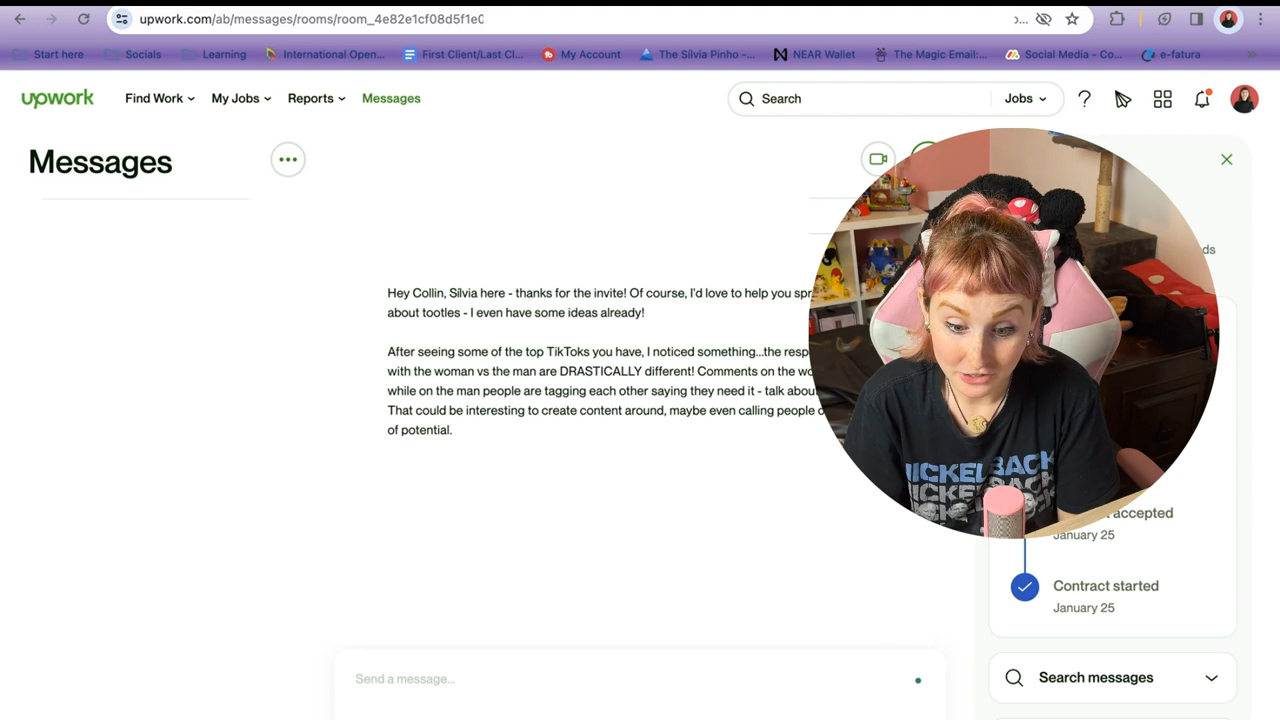 upwork.com/ab/messages/rooms/room_4e82e1cf08d5f1e0
Start here
Socials
Learning
International Open...
First Client/Last Cl...
My Account
The Sílvia Pinho -...
NEAR Wallet
The Magic Email:...
Social Media - Co...
e-fatura
upwork
Find Work
My Jobs
Reports
Messages
Search
Jobs
Messages
Hey Collin, Sílvia here - thanks for the invite! Of course, I'd love to help you spr
about tootles - I even have some ideas already!
After seeing some of the top TikToks you have, I noticed something...the resp
with the woman vs the man are DRASTICALLY different! Comments on the wo
while on the man people are tagging each other saying they need it - talk abou
That could be interesting to create content around, maybe even calling people o
of potential.
NICKELBACK
NICKELBACK
accepted
January 25
Contract started
January 25
Send a message...
Search messages